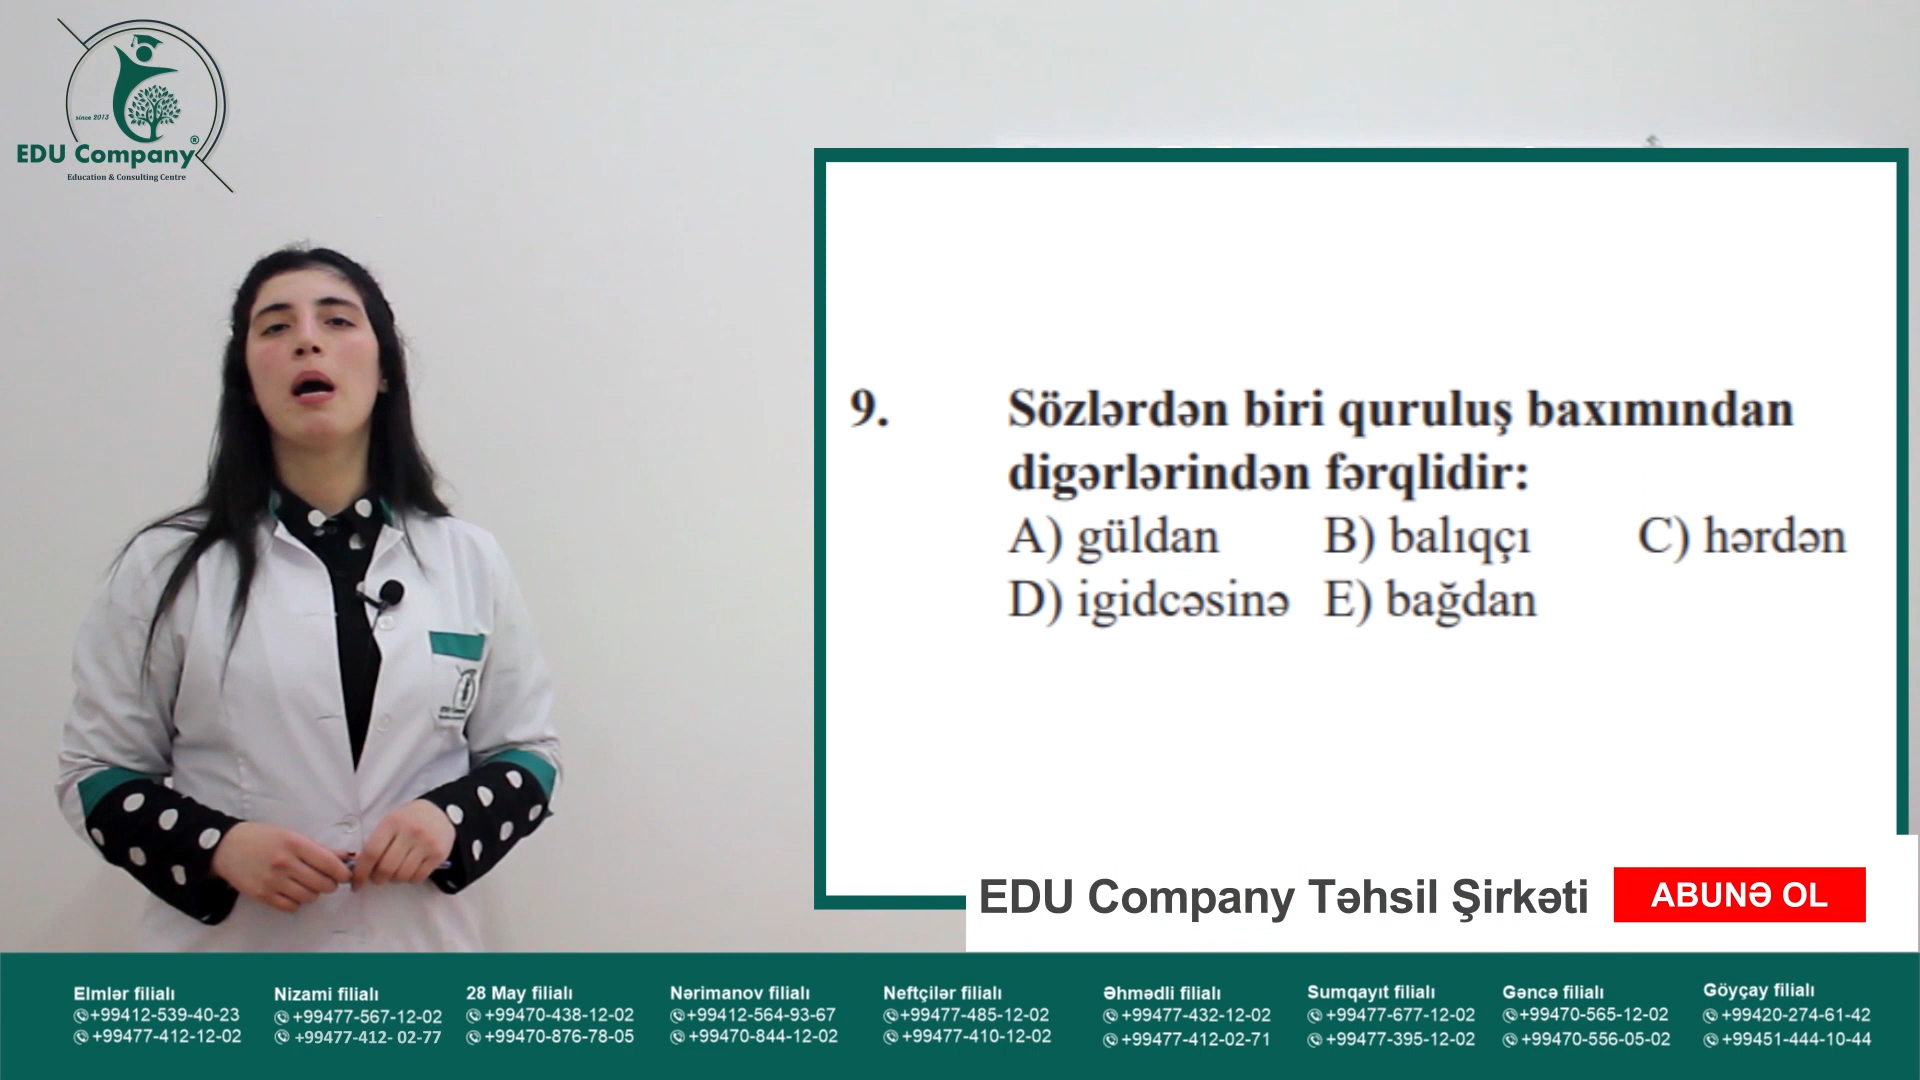 since 2013
EDU Company®
Education & Consulting Centre
9. Sözlərdən biri quruluş baxımından
digərlərindən fərqlidir:
A) güldan B) balıqçı C) hərdən
D) igidcəsinə E) bağdan
EDU Company Təhsil Şirkəti ABUNƏ OL
Elmlər filialı
+99412-539-40-23
+99477-412-12-02
Nizami filialı
+99477-567-12-02
+99477-412- 02-77
28 May filialı
+99470-438-12-02
+99470-876-78-05
Nərimanov filialı
+99412-564-93-67
+99470-844-12-02
Neftçilər filialı
+99477-485-12-02
+99477-410-12-02
Əhmədli filialı
+99477-432-12-02
+99477-412-02-71
Sumqayıt filialı
+99477-677-12-02
+99477-395-12-02
Gəncə filialı
+99470-565-12-02
+99470-556-05-02
Göyçay filialı
+99420-274-61-42
+99451-444-10-44